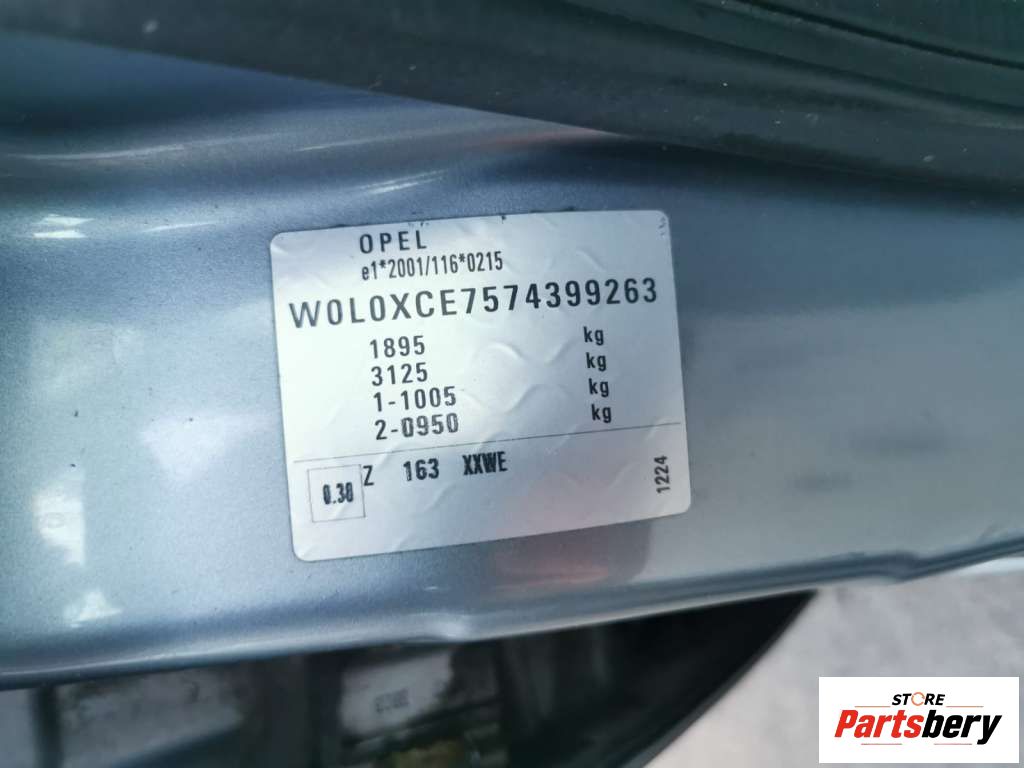 OPEL
e1*2001/116*0215
W0L0XCE7574399263
1895 kg
3125 kg
1-1005 kg
2-0950 kg
0.30 Z 163 XXWE
1224
STORE
Partsbery